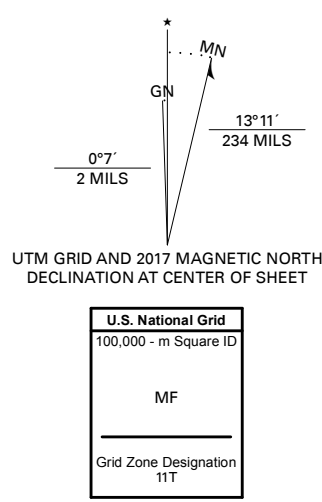 ★
MN
GN
13°11´
234 MILS
0°7´
2 MILS
UTM GRID AND 2017 MAGNETIC NORTH
DECLINATION AT CENTER OF SHEET
U.S. National Grid
100,000 - m Square ID
MF
Grid Zone Designation
11T